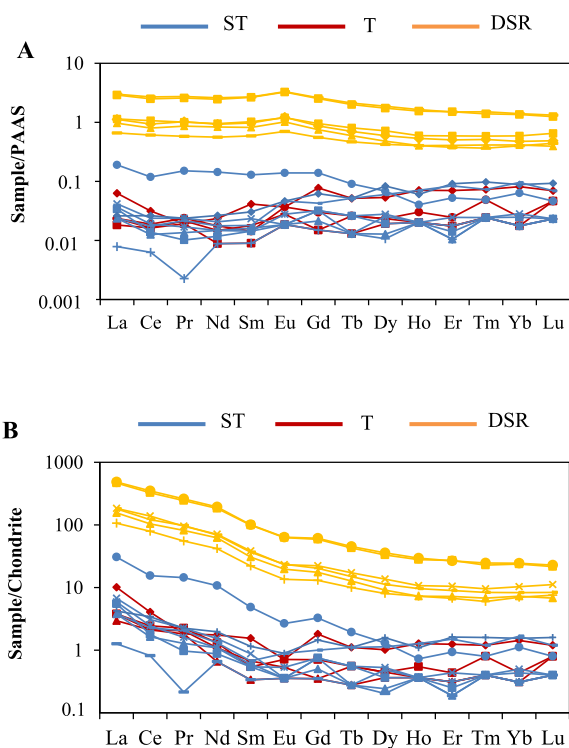 ST T DSR
A
Sample/PAAS
10
1
0.1
0.01
0.001
La Ce Pr Nd Sm Eu Gd Tb Dy Ho Er Tm Yb Lu
B
ST T DSR
Sample/Chondrite
1000
100
10
1
0.1
La Ce Pr Nd Sm Eu Gd Tb Dy Ho Er Tm Yb Lu